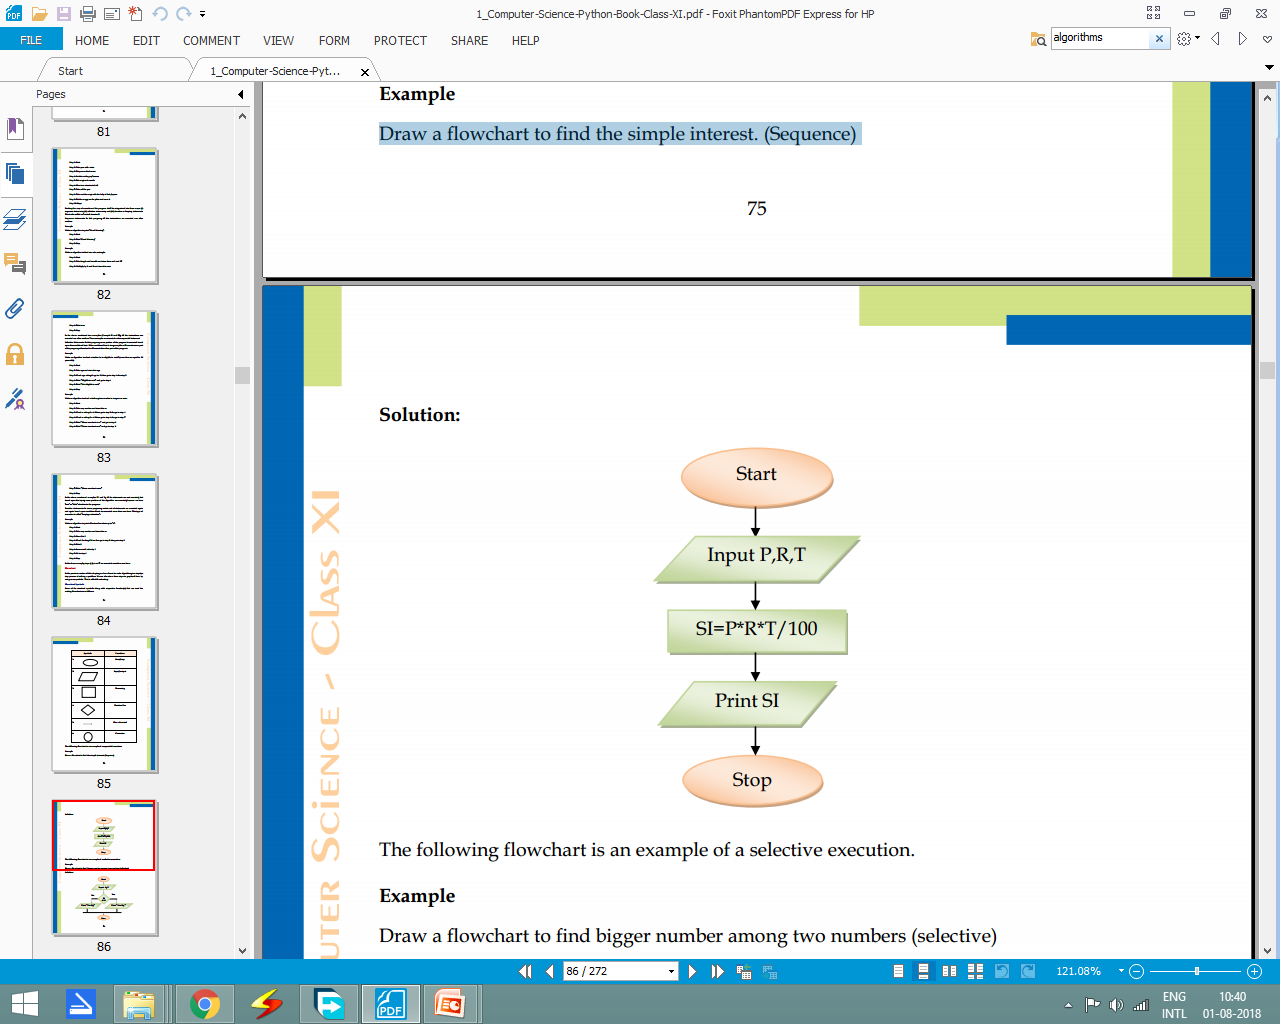 1_Computer-Science-Python-Book-Class-XI.pdf - Foxit PhantomPDF Express for HP
FILE HOME EDIT COMMENT VIEW FORM PROTECT SHARE HELP
algorithms
Start
1_Computer-Science-Pyt...
Pages
81
82
83
84
85
86
Example
Draw a flowchart to find the simple interest. (Sequence)
75
Solution:
Start
Input P,R,T
SI=P*R*T/100
Print SI
Stop
The following flowchart is an example of a selective execution.
Example
Draw a flowchart to find bigger number among two numbers (selective)
UTER SCIENCE - CLASS XI
86 / 272
121.08%
PDF
ENG
INTL
10:40
01-08-2018